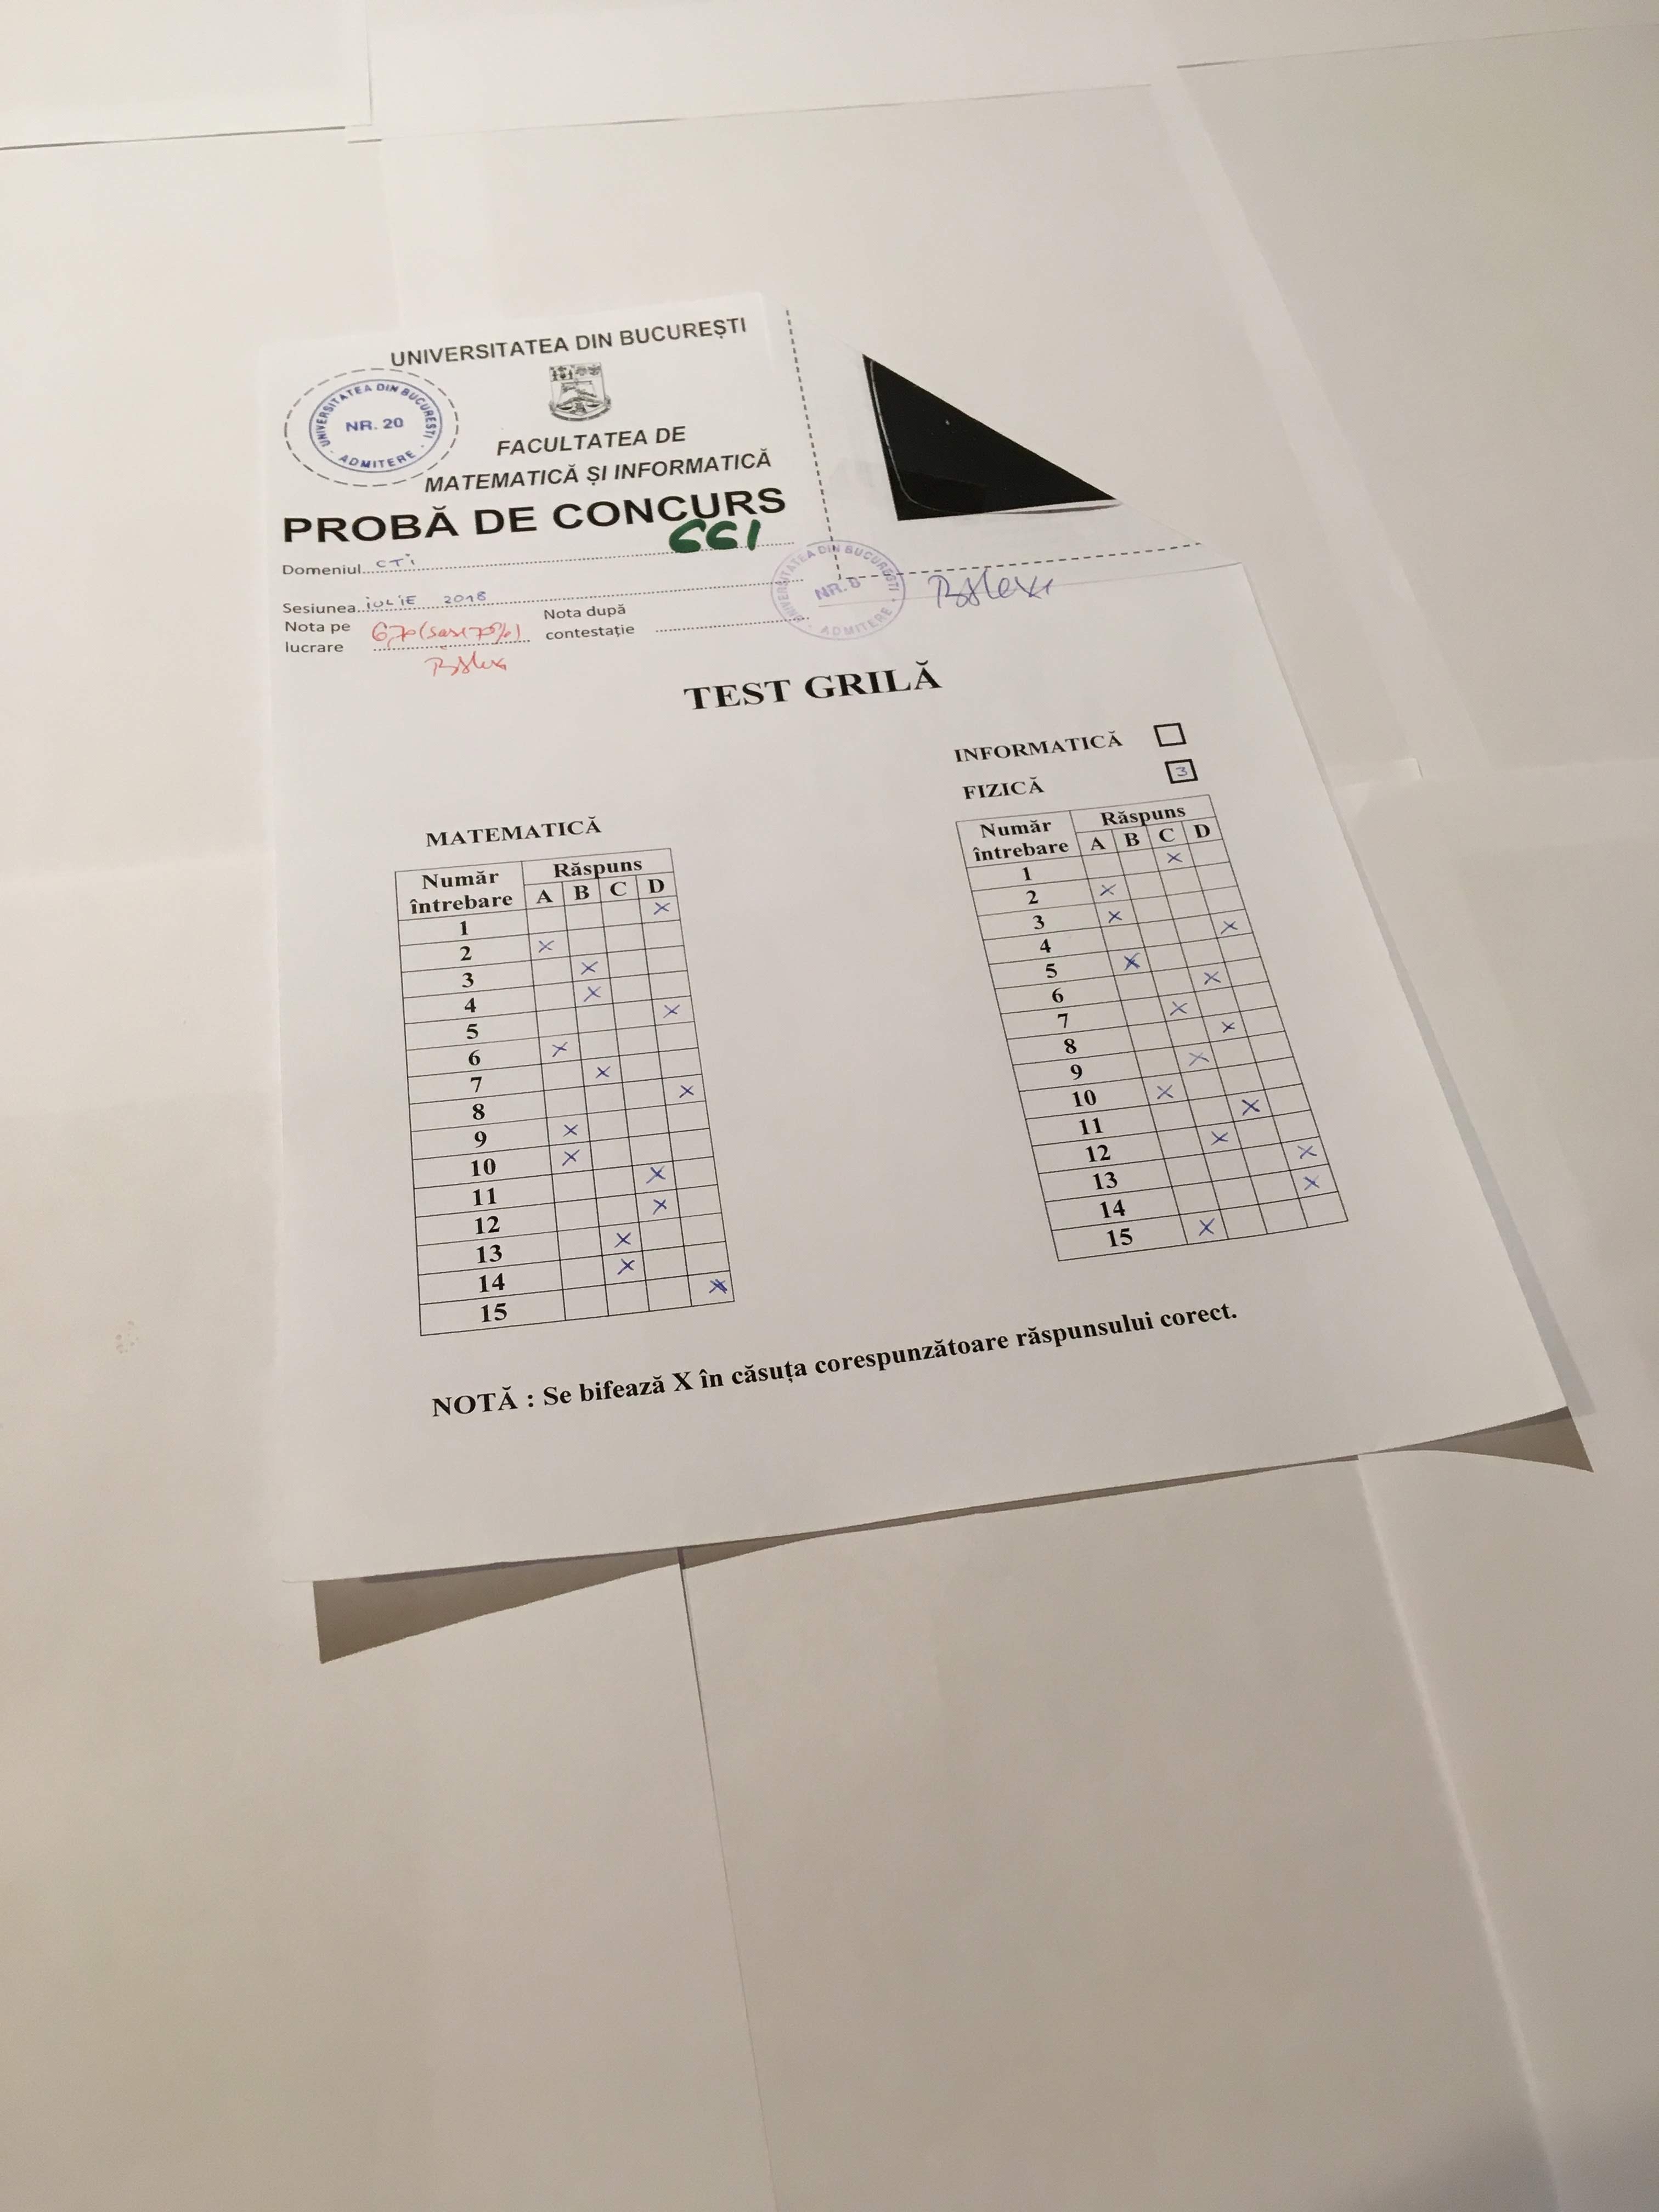 UNIVERSITATEA DIN BUCUREȘTI
UNIVERSITATEA DIN BUCUREȘTI
NR. 20
· ADMITERE ·
FACULTATEA DE
MATEMATICĂ ȘI INFORMATICĂ
PROBĂ DE CONCURS
661
Domeniul CTI
Sesiunea IULIE 2018
Nota pe lucrare 6,70 (șase 70%)
Nota după contestație
UNIVERSITATEA DIN BUCUREȘTI
NR. 8
· ADMITERE ·
TEST GRILĂ
INFORMATICĂ
FIZICĂ 3
MATEMATICĂ
Număr întrebare Răspuns
A B C D
1 X
2 X
3 X
4 X
5 X
6 X
7 X
8 X
9 X
10 X
11 X
12 X
13 X
14 X
15 X
Număr întrebare Răspuns
A B C D
1 X
2 X
3 X
4 X
5 X
6 X
7 X
8 X
9 X
10 X
11 X
12 X
13 X
14 X
15 X
NOTĂ : Se bifează X în căsuța corespunzătoare răspunsului corect.